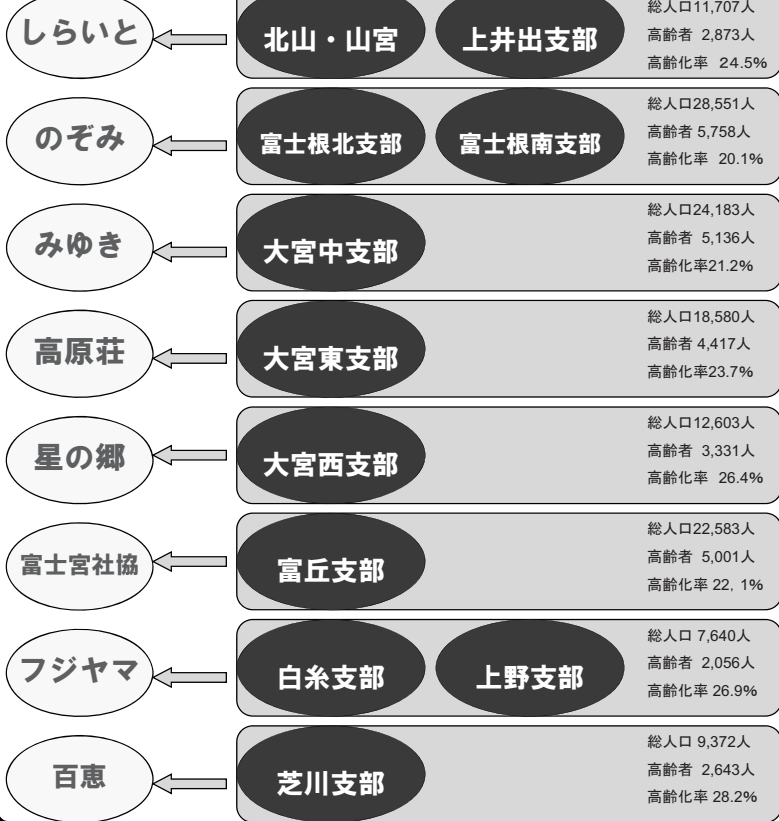 しらいと
北山・山宮
上井出支部
総人口11,707人
高齢者 2,873人
高齢化率 24.5%
のぞみ
富士根北支部
富士根南支部
総人口28,551人
高齢者 5,758人
高齢化率 20.1%
みゆき
大宮中支部
総人口24,183人
高齢者 5,136人
高齢化率21.2%
高原荘
大宮東支部
総人口18,580人
高齢者 4,417人
高齢化率23.7%
星の郷
大宮西支部
総人口12,603人
高齢者 3,331人
高齢化率 26.4%
富士宮社協
富丘支部
総人口22,583人
高齢者 5,001人
高齢化率 22, 1%
フジヤマ
白糸支部
上野支部
総人口 7,640人
高齢者 2,056人
高齢化率 26.9%
百恵
芝川支部
総人口 9,372人
高齢者 2,643人
高齢化率 28.2%